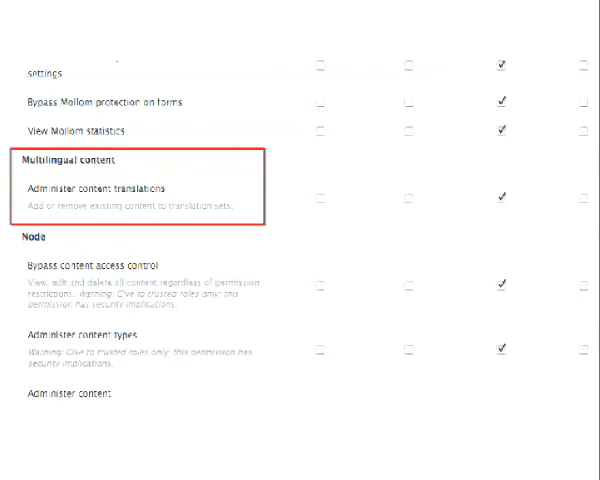 settings
Bypass Mollom protection on forms
View Mollom statistics
Multilingual content
Administer content translations
Add or remove existing content to translation sets.
Node
Bypass content access control
View, edit and delete all content regardless of permission
restrictions. Warning: Give to trusted roles only; this
permission has security implications.
Administer content types
Warning: Give to trusted roles only; this permission has
security implications.
Administer content